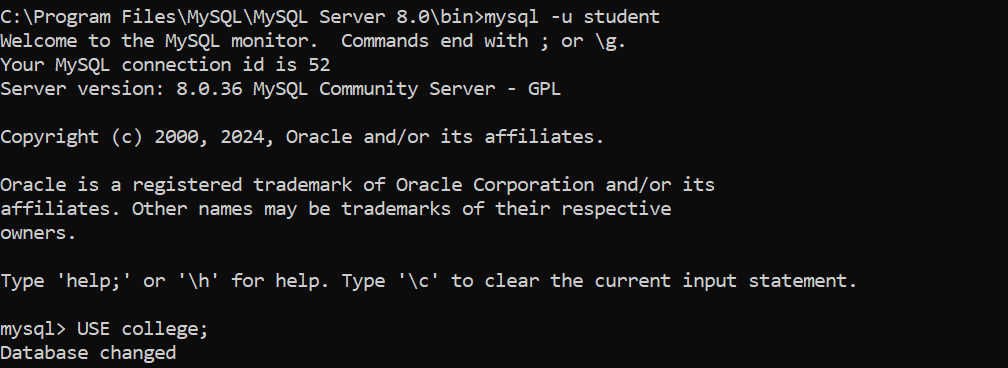 C:\Program Files\MySQL\MySQL Server 8.0\bin>mysql -u student
Welcome to the MySQL monitor.  Commands end with ; or \g.
Your MySQL connection id is 52
Server version: 8.0.36 MySQL Community Server - GPL
Copyright (c) 2000, 2024, Oracle and/or its affiliates.
Oracle is a registered trademark of Oracle Corporation and/or its
affiliates. Other names may be trademarks of their respective
owners.
Type 'help;' or '\h' for help. Type '\c' to clear the current input statement.
mysql> USE college;
Database changed